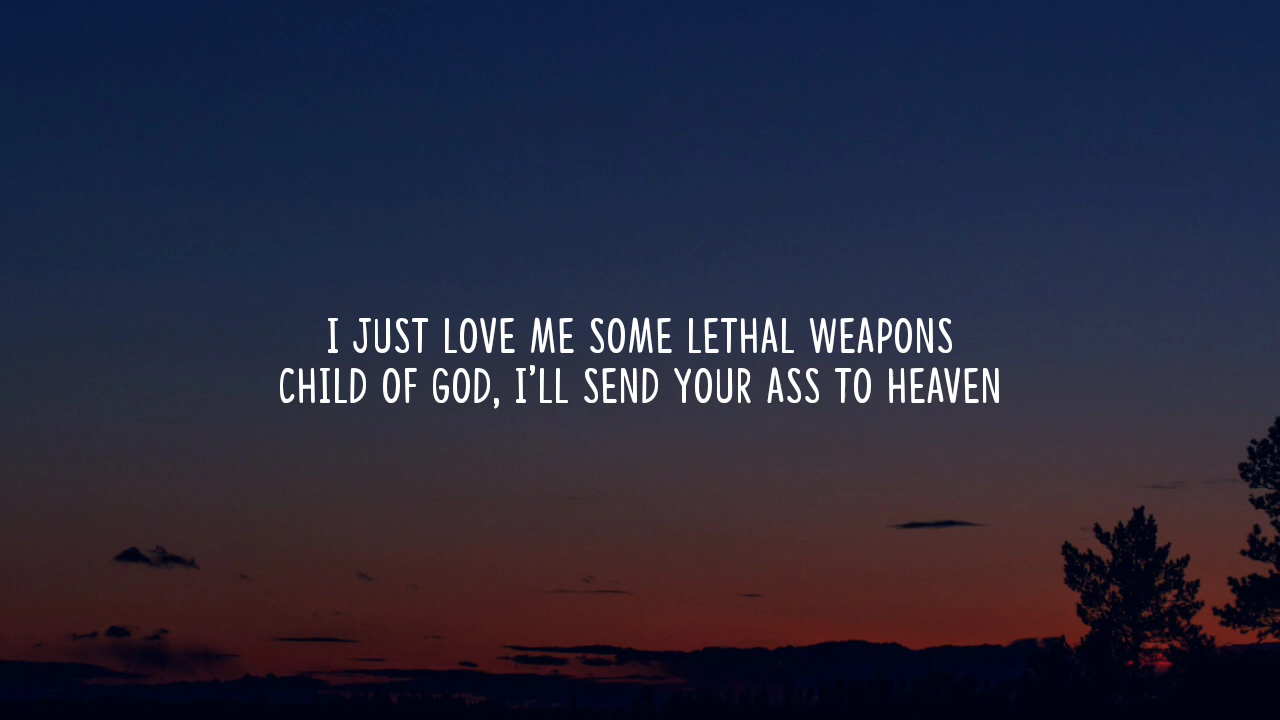 I JUST LOVE ME SOME LETHAL WEAPONS
CHILD OF GOD, I'LL SEND YOUR ASS TO HEAVEN